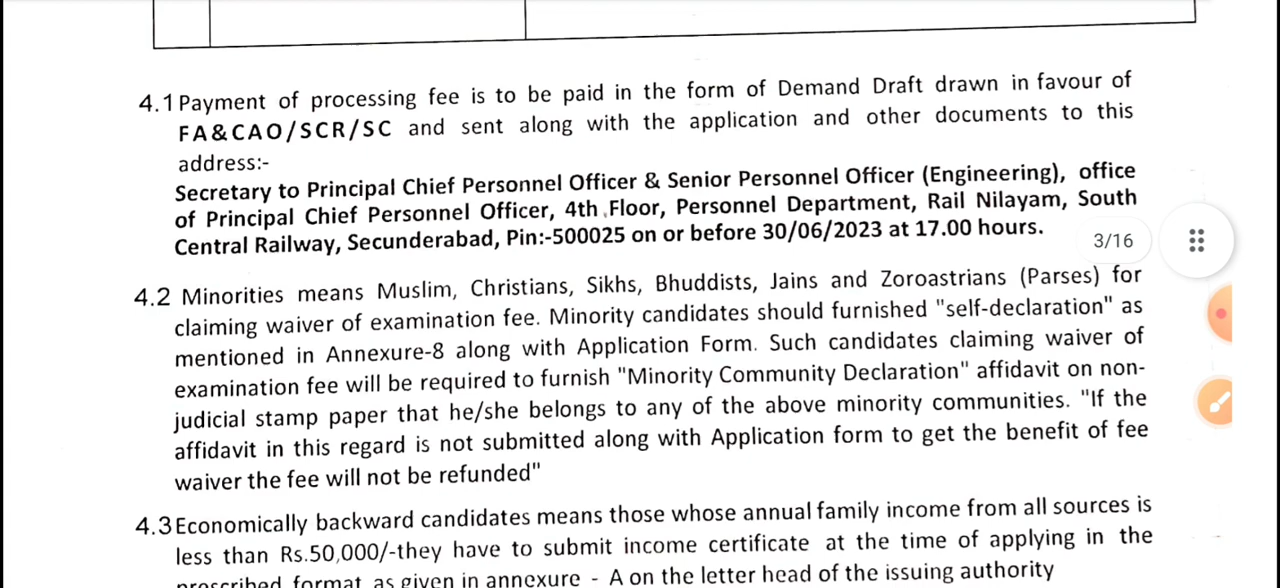 4.1 Payment of processing fee is to be paid in the form of Demand Draft drawn in favour of
FA&CAO/SCR/SC and sent along with the application and other documents to this
address:-
Secretary to Principal Chief Personnel Officer & Senior Personnel Officer (Engineering), office
of Principal Chief Personnel Officer, 4th Floor, Personnel Department, Rail Nilayam, South
Central Railway, Secunderabad, Pin:-500025 on or before 30/06/2023 at 17.00 hours.
3/16
4.2 Minorities means Muslim, Christians, Sikhs, Bhuddists, Jains and Zoroastrians (Parses) for
claiming waiver of examination fee. Minority candidates should furnished "self-declaration" as
mentioned in Annexure-8 along with Application Form. Such candidates claiming waiver of
examination fee will be required to furnish "Minority Community Declaration" affidavit on non-
judicial stamp paper that he/she belongs to any of the above minority communities. "If the
affidavit in this regard is not submitted along with Application form to get the benefit of fee
waiver the fee will not be refunded"
4.3 Economically backward candidates means those whose annual family income from all sources is
less than Rs.50,000/-they have to submit income certificate at the time of applying in the
prescribed format as given in annexure - A on the letter head of the issuing authority